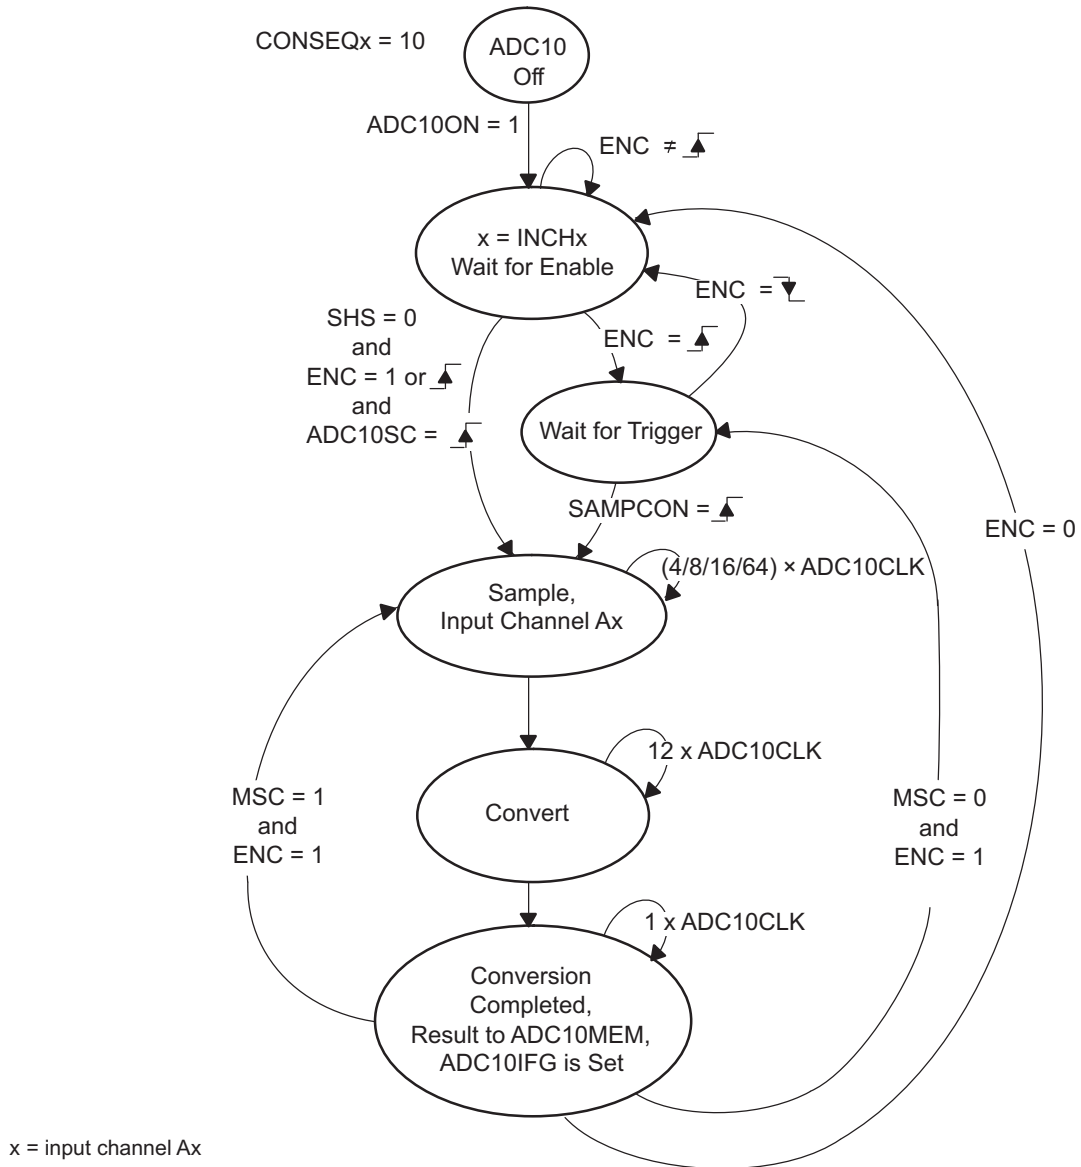 CONSEQx = 10
ADC10
Off
ADC10ON = 1
ENC ≠
x = INCHx
Wait for Enable
ENC =
SHS = 0
and
ENC = 1 or
and
ADC10SC =
ENC =
Wait for Trigger
SAMPCON =
ENC = 0
(4/8/16/64) × ADC10CLK
Sample,
Input Channel Ax
12 x ADC10CLK
Convert
MSC = 1
and
ENC = 1
MSC = 0
and
ENC = 1
1 x ADC10CLK
Conversion
Completed,
Result to ADC10MEM,
ADC10IFG is Set
x = input channel Ax